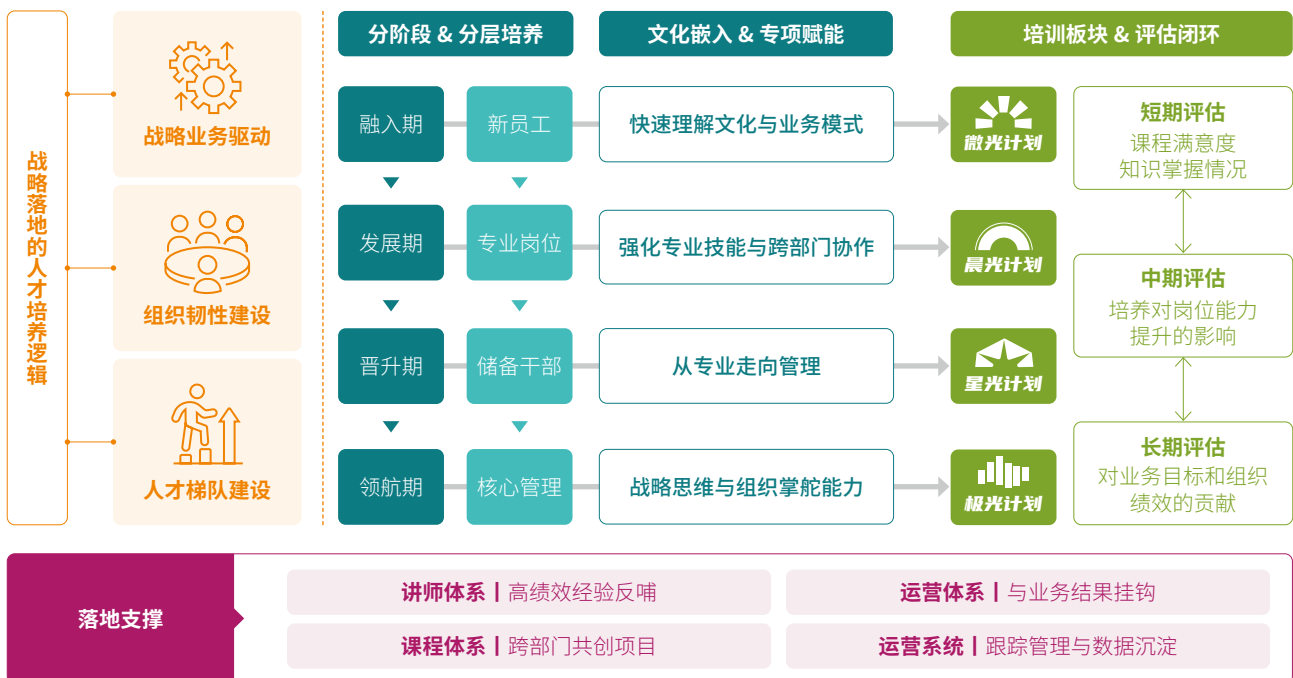 战略落地的人才培养逻辑
战略业务驱动
组织韧性建设
人才梯队建设
分阶段 & 分层培养
文化嵌入 & 专项赋能
培训板块 & 评估闭环
融入期
新员工
快速理解文化与业务模式
微光计划
发展期
专业岗位
强化专业技能与跨部门协作
晨光计划
晋升期
储备干部
从专业走向管理
星光计划
领航期
核心管理
战略思维与组织掌舵能力
极光计划
短期评估
课程满意度
知识掌握情况
中期评估
培养对岗位能力
提升的影响
长期评估
对业务目标和组织
绩效的贡献
落地支撑
讲师体系 | 高绩效经验反哺
运营体系 | 与业务结果挂钩
课程体系 | 跨部门共创项目
运营系统 | 跟踪管理与数据沉淀